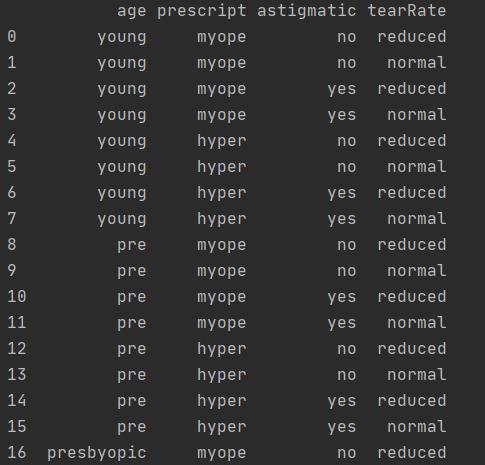 age prescript astigmatic tearRate
0 young myope no reduced
1 young myope no normal
2 young myope yes reduced
3 young myope yes normal
4 young hyper no reduced
5 young hyper no normal
6 young hyper yes reduced
7 young hyper yes normal
8 pre myope no reduced
9 pre myope no normal
10 pre myope yes reduced
11 pre myope yes normal
12 pre hyper no reduced
13 pre hyper no normal
14 pre hyper yes reduced
15 pre hyper yes normal
16 presbyopic myope no reduced